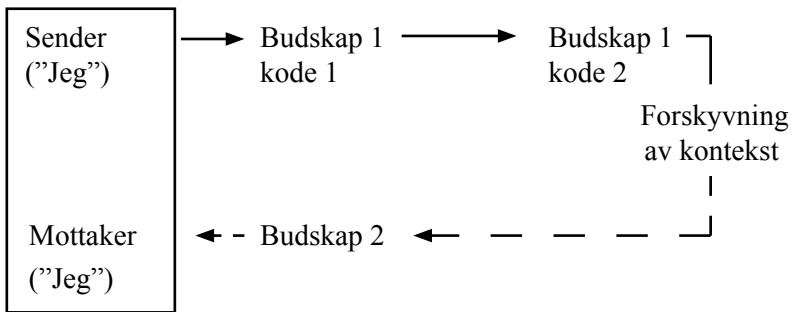 Sender
(”Jeg”)
Budskap 1
kode 1
Budskap 1
kode 2
Forskyvning
av kontekst
Mottaker
(”Jeg”)
Budskap 2